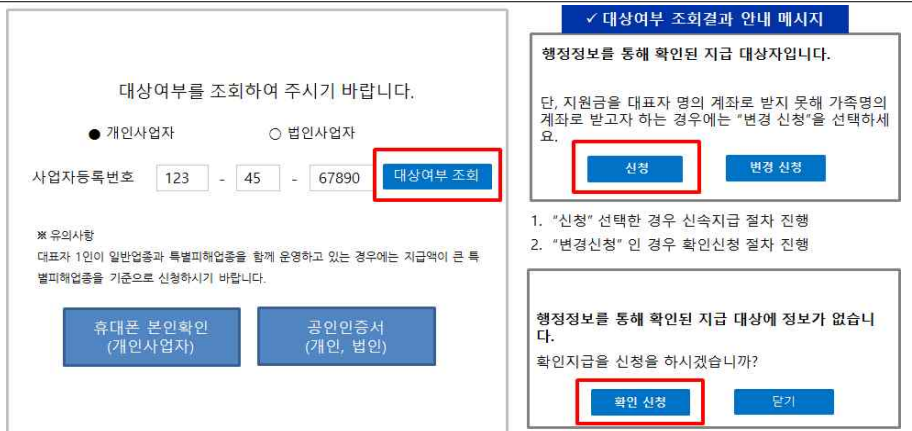 대상여부를 조회하여 주시기 바랍니다.
● 개인사업자 ○ 법인사업자
사업자등록번호 123 - 45 - 67890 대상여부 조회
※ 유의사항
대표자 1인이 일반업종과 특별피해업종을 함께 운영하고 있는 경우에는 지급액이 큰 특
별피해업종을 기준으로 신청하시기 바랍니다.
휴대폰 본인확인
(개인사업자)
공인인증서
(개인, 법인)
✓ 대상여부 조회결과 안내 메시지
행정정보를 통해 확인된 지급 대상자입니다.
단, 지원금을 대표자 명의 계좌로 받지 못해 가족명의
계좌로 받고자 하는 경우에는 “변경 신청”을 선택하세
요.
신청 변경 신청
1. “신청” 선택한 경우 신속지급 절차 진행
2. “변경신청” 인 경우 확인신청 절차 진행
행정정보를 통해 확인된 지급 대상에 정보가 없습니
다.
확인지급을 신청을 하시겠습니까?
확인 신청 닫기